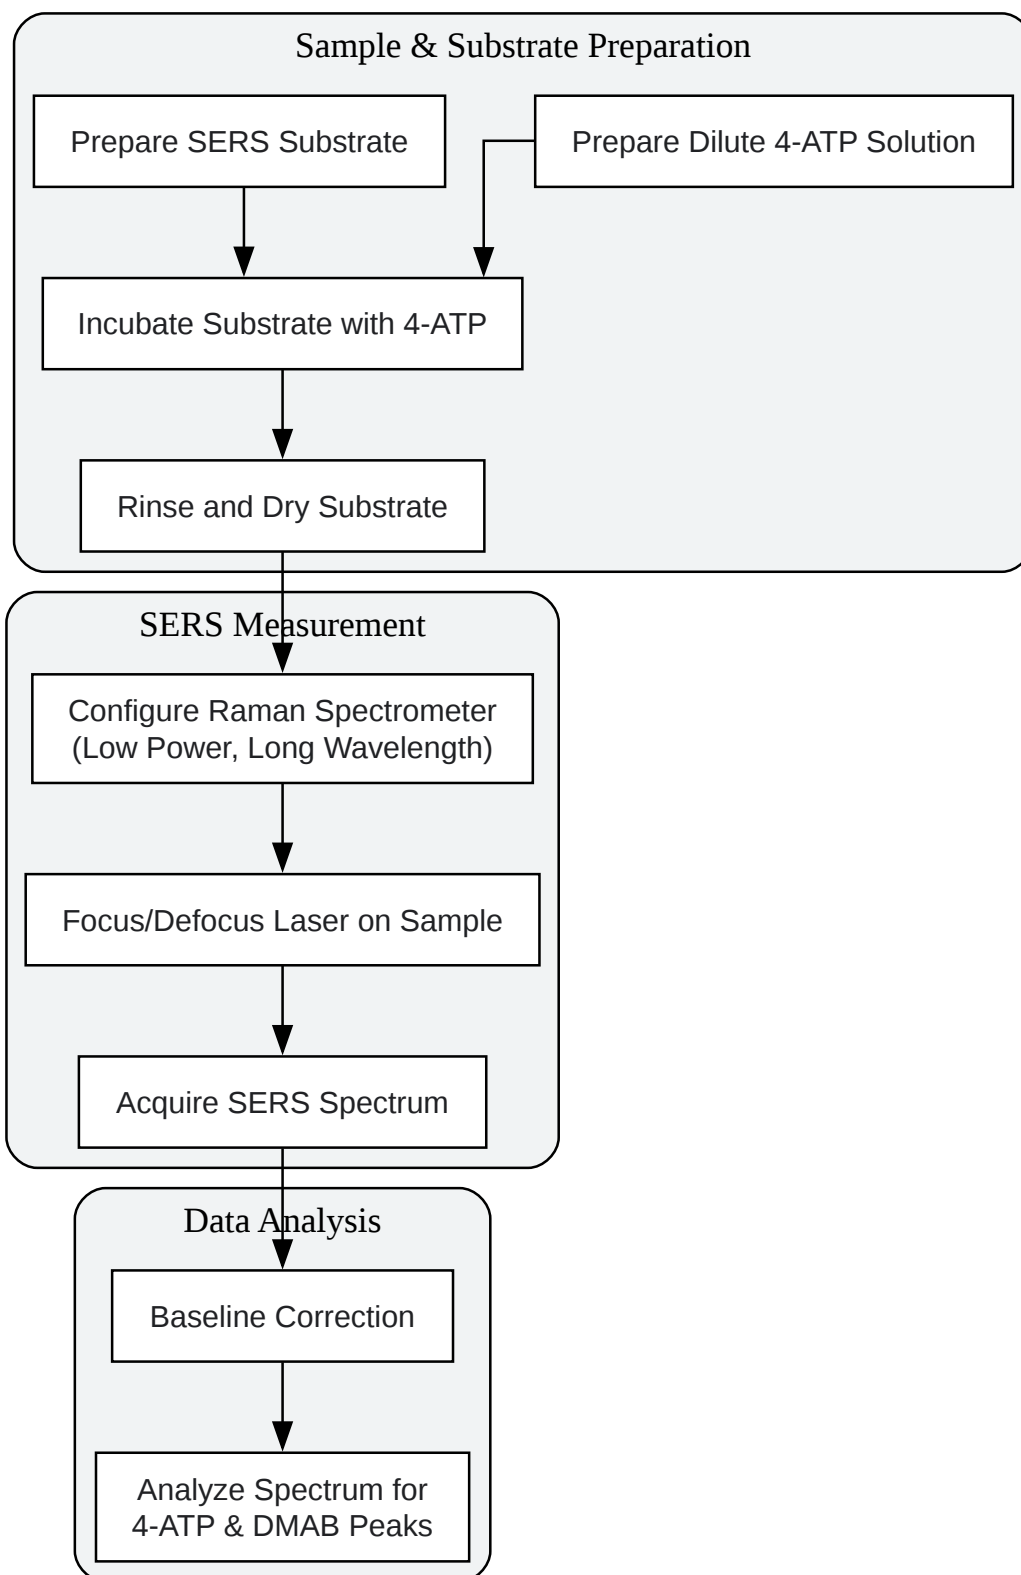 Sample & Substrate Preparation
Prepare SERS Substrate
Prepare Dilute 4-ATP Solution
Incubate Substrate with 4-ATP
Rinse and Dry Substrate
SERS Measurement
Configure Raman Spectrometer
(Low Power, Long Wavelength)
Focus/Defocus Laser on Sample
Acquire SERS Spectrum
Data Analysis
Baseline Correction
Analyze Spectrum for
4-ATP & DMAB Peaks